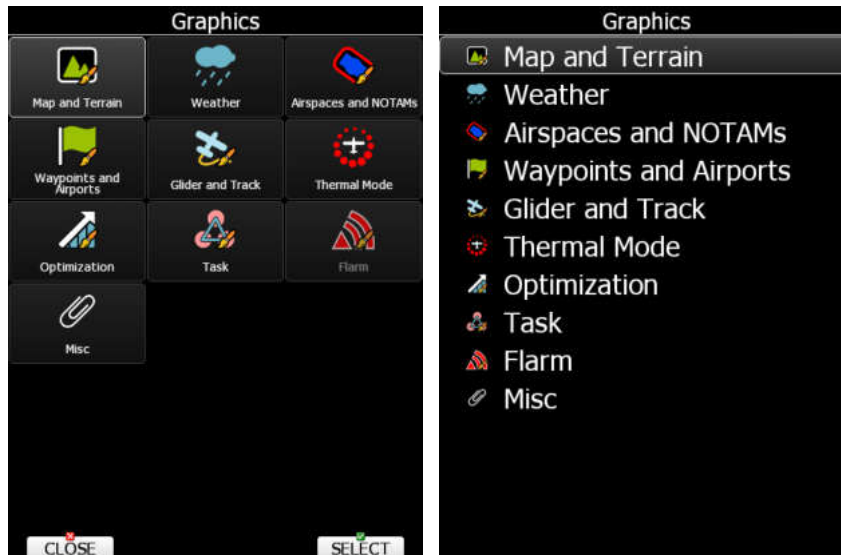 Graphics
Map and Terrain
Weather
Airspaces and NOTAMs
Waypoints and
Airports
Glider and Track
Thermal Mode
Optimization
Task
Flarm
Misc
CLOSE
SELECT
Graphics
Map and Terrain
Weather
Airspaces and NOTAMs
Waypoints and Airports
Glider and Track
Thermal Mode
Optimization
Task
Flarm
Misc